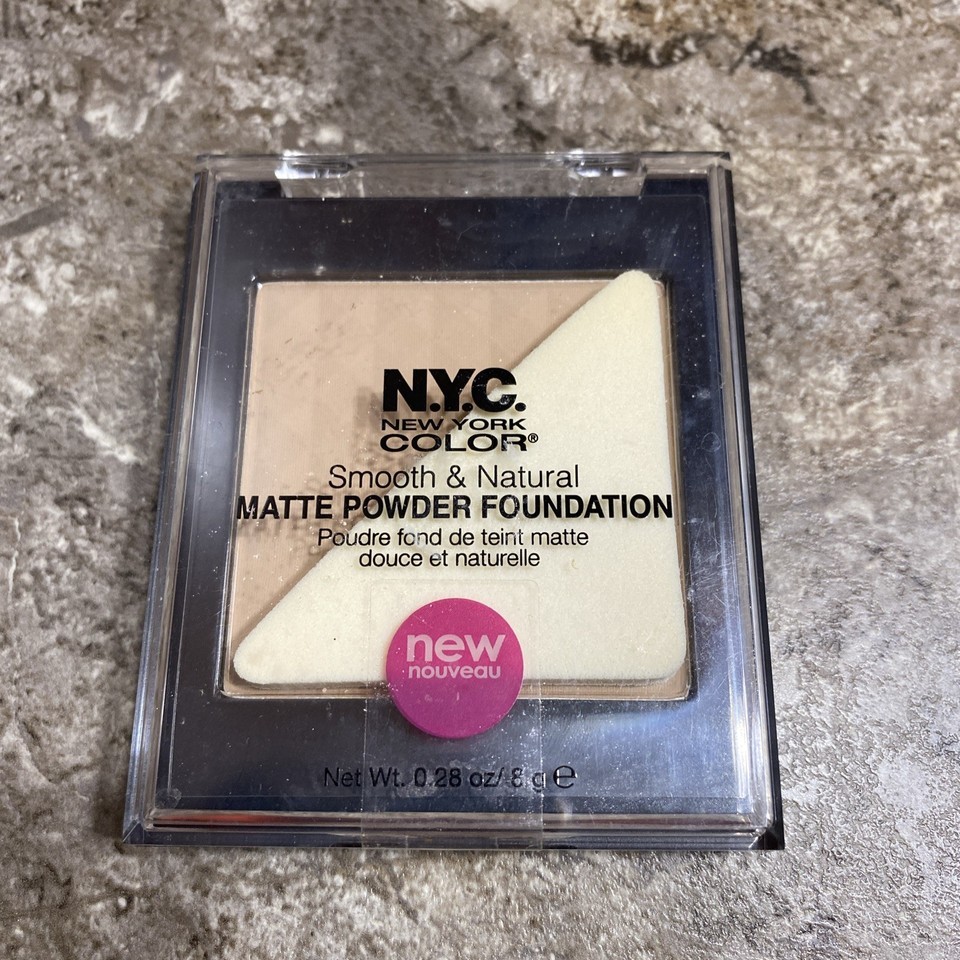 N.Y.C.
NEW YORK
COLOR®
Smooth & Natural
MATTE POWDER FOUNDATION
Poudre fond de teint matte
douce et naturelle
new
nouveau
Net Wt. 0.28 oz/ 8 g ℮